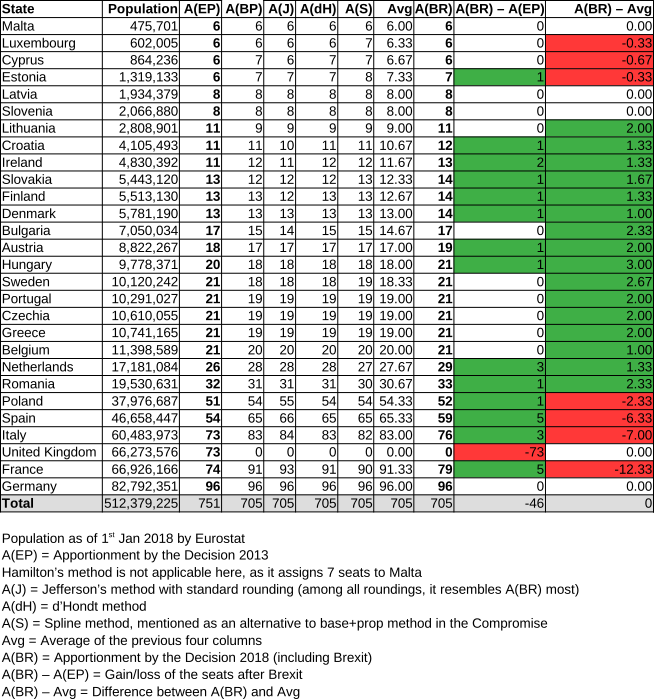 State Population A(EP) A(BP) A(J) A(dH) A(S) Avg A(BR) A(BR) – A(EP) A(BR) – Avg
Malta 475,701 6 6 6 6 6 6.00 6 0 0.00
Luxembourg 602,005 6 6 6 6 7 6.33 6 0 -0.33
Cyprus 864,236 6 7 6 7 7 6.67 6 0 -0.67
Estonia 1,319,133 6 7 7 7 8 7.33 7 1 -0.33
Latvia 1,934,379 8 8 8 8 8 8.00 8 0 0.00
Slovenia 2,066,880 8 8 8 8 8 8.00 8 0 0.00
Lithuania 2,808,901 11 9 9 9 9 9.00 11 0 2.00
Croatia 4,105,493 11 11 10 11 11 10.67 12 1 1.33
Ireland 4,830,392 11 12 11 12 12 11.67 13 2 1.33
Slovakia 5,443,120 13 12 12 12 13 12.33 14 1 1.67
Finland 5,513,130 13 13 12 12 13 12.67 14 1 1.33
Denmark 5,781,190 13 13 13 13 13 13.00 14 1 1.00
Bulgaria 7,050,034 17 15 14 15 15 14.67 17 0 2.33
Austria 8,822,267 18 17 17 17 17 17.00 19 1 2.00
Hungary 9,778,371 20 18 18 18 18 18.00 21 1 3.00
Sweden 10,120,242 21 18 18 18 19 18.33 21 0 2.67
Portugal 10,291,027 21 19 19 19 19 19.00 21 0 2.00
Czechia 10,610,055 21 19 19 19 19 19.00 21 0 2.00
Greece 10,741,165 21 19 19 19 19 19.00 21 0 2.00
Belgium 11,398,589 21 20 20 20 20 20.00 21 0 1.00
Netherlands 17,181,084 26 28 28 28 27 27.67 29 3 1.33
Romania 19,530,631 32 31 31 31 30 30.67 33 1 2.33
Poland 37,976,687 51 54 55 54 54 54.33 52 1 -2.33
Spain 46,658,447 54 65 66 65 65 65.33 59 5 -6.33
Italy 60,483,973 73 83 84 83 82 83.00 76 3 -7.00
United Kingdom 66,273,576 73 0 0 0 0 0.00 0 -73 0.00
France 66,926,166 74 91 93 91 90 91.33 79 5 -12.33
Germany 82,792,351 96 96 96 96 96 96.00 96 0 0.00
Total 512,379,225 751 705 705 705 705 705 705 -46 0
Population as of 1st Jan 2018 by Eurostat
A(EP) = Apportionment by the Decision 2013
Hamilton's method is not applicable here, as it assigns 7 seats to Malta
A(J) = Jefferson's method with standard rounding (among all roundings, it resembles A(BR) most)
A(dH) = d'Hondt method
A(S) = Spline method, mentioned as an alternative to base+prop method in the Compromise
Avg = Average of the previous four columns
A(BR) = Apportionment by the Decision 2018 (including Brexit)
A(BR) – A(EP) = Gain/loss of the seats after Brexit
A(BR) – Avg = Difference between A(BR) and Avg